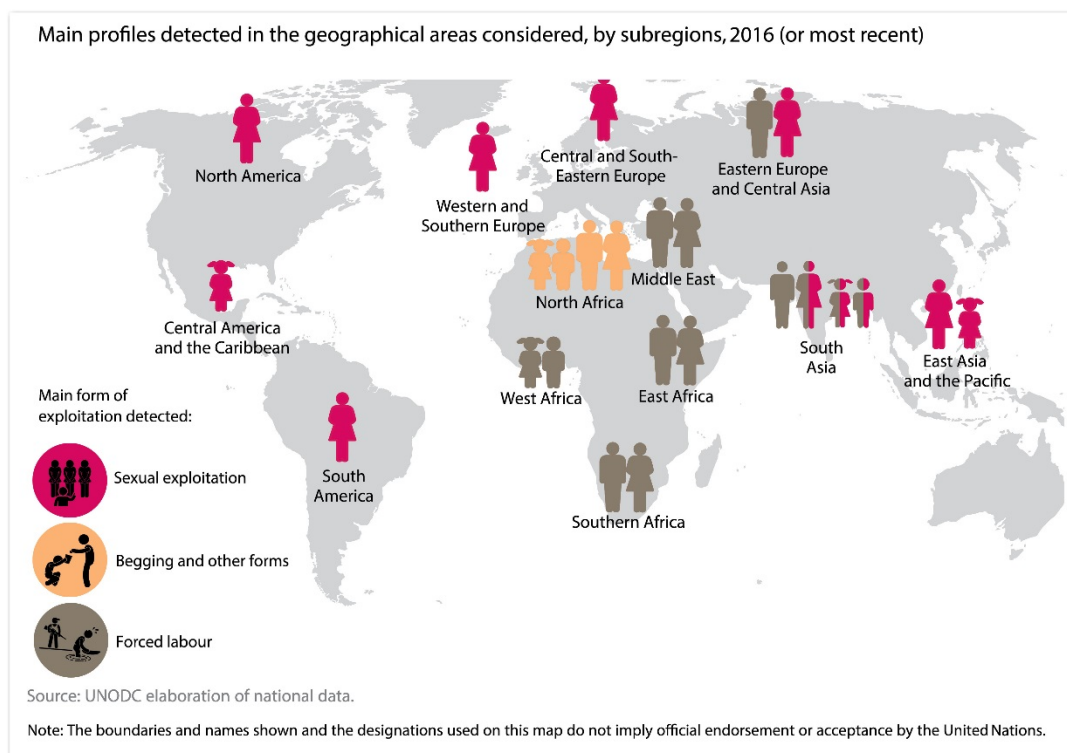 Main profiles detected in the geographical areas considered, by subregions, 2016 (or most recent)
North America
Western and
Southern Europe
Central and South-
Eastern Europe
Eastern Europe
and Central Asia
Central America
and the Caribbean
North Africa
Middle East
West Africa
East Africa
South
Asia
East Asia
and the Pacific
South
America
Southern Africa
Main form of
exploitation detected:
Sexual exploitation
Begging and other forms
Forced labour
Source: UNODC elaboration of national data.
Note: The boundaries and names shown and the designations used on this map do not imply official endorsement or acceptance by the United Nations.